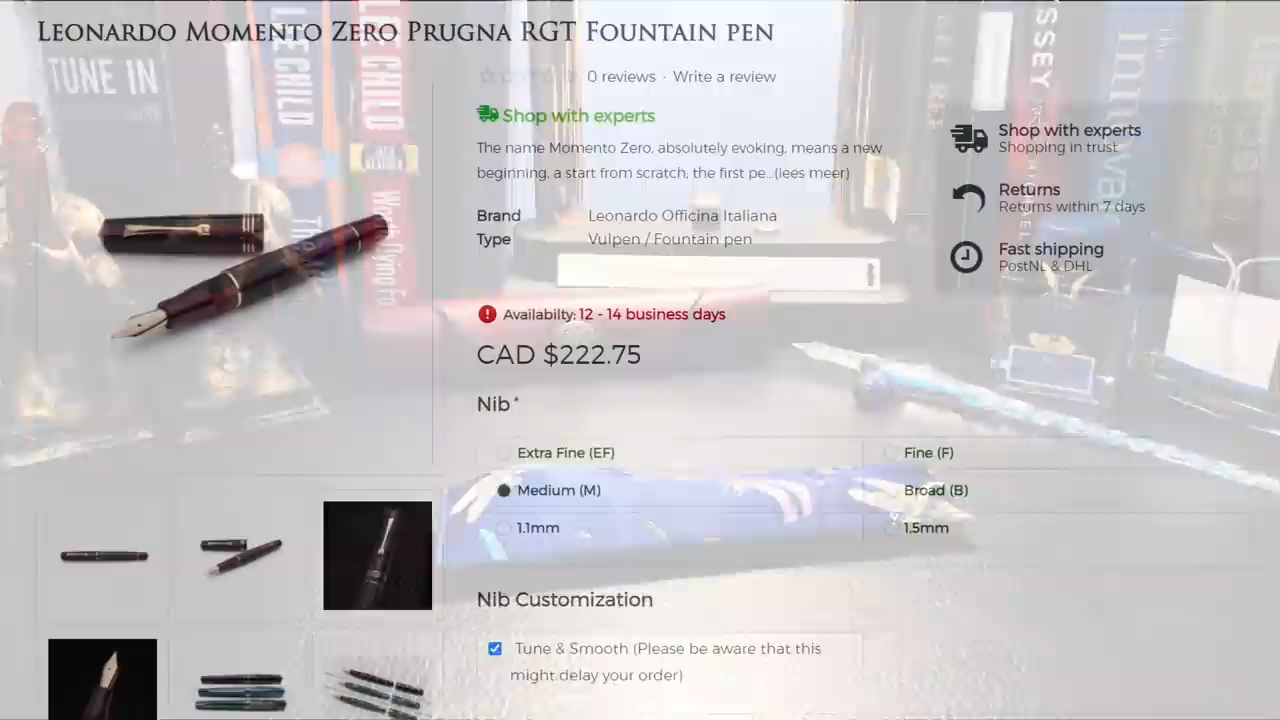 Leonardo Momento Zero Prugna RGT Fountain pen
0 reviews · Write a review
Shop with experts
The name Momento Zero, absolutely evoking, means a new
beginning, a start from scratch, the first pe...(lees meer)
Brand Leonardo Officina Italiana
Type Vulpen / Fountain pen
Availabilty: 12 - 14 business days
CAD $222.75
Nib *
Extra Fine (EF)
Fine (F)
Medium (M)
Broad (B)
1.1mm
1.5mm
Nib Customization
Tune & Smooth (Please be aware that this
might delay your order)
Shop with experts
Shopping in trust
Returns
Returns within 7 days
Fast shipping
PostNL & DHL
TUNE IN
LEE CHILD
LEE CHILD